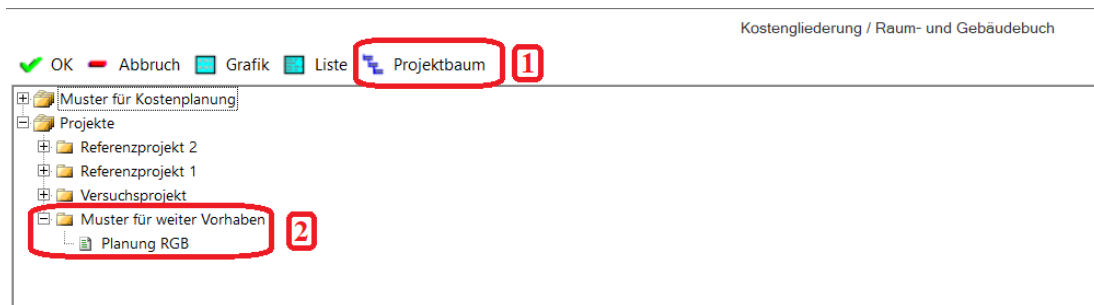 Kostengliederung / Raum- und Gebäudebuch
OK Abbruch Grafik Liste Projektbaum 1
Muster für Kostenplanung
Projekte
Referenzprojekt 2
Referenzprojekt 1
Versuchsprojekt
Muster für weiter Vorhaben
2
Planung RGB